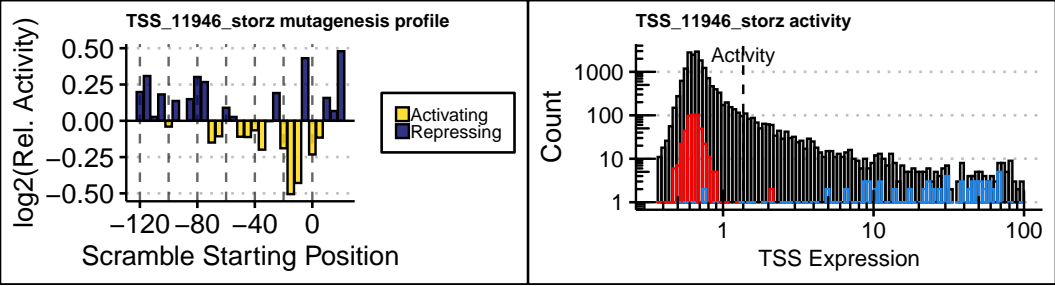 TSS_11946_storz mutagenesis profile
log2(Rel. Activity)
0.50
0.25
0.00
−0.25
−0.50
−120 −80 −40 0
Scramble Starting Position
Activating
Repressing
TSS_11946_storz activity
Activity
Count
1000
100
10
1
1 10 100
TSS Expression